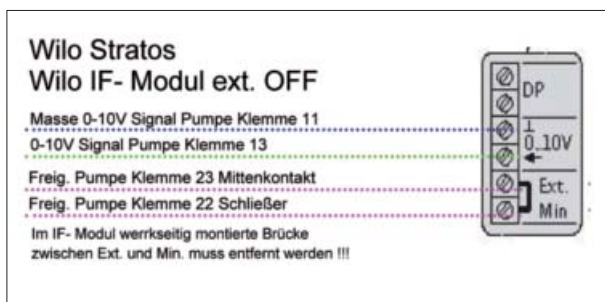 Wilo Stratos
Wilo IF- Modul ext. OFF
Masse 0-10V Signal Pumpe Klemme 11
0-10V Signal Pumpe Klemme 13
Freig. Pumpe Klemme 23 Mittenkontakt
Freig. Pumpe Klemme 22 Schließer
Im IF- Modul werrkseitig montierte Brücke
zwischen Ext. und Min. muss entfernt werden !!!
DP
⊥
0..10V
←
Ext.
Min